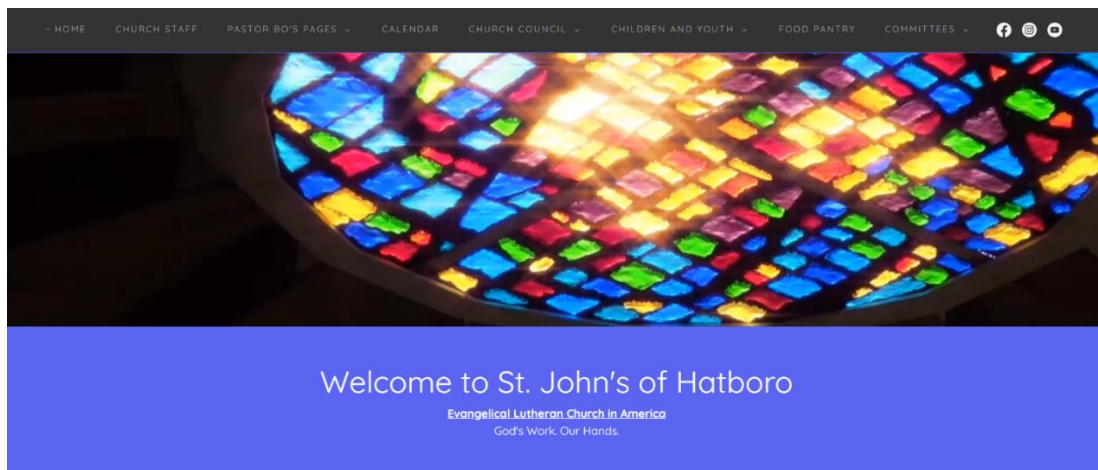 – HOME CHURCH STAFF PASTOR BO'S PAGES CALENDAR CHURCH COUNCIL CHILDREN AND YOUTH FOOD PANTRY COMMITTEES
Welcome to St. John's of Hatboro
Evangelical Lutheran Church in America
God's Work. Our Hands.